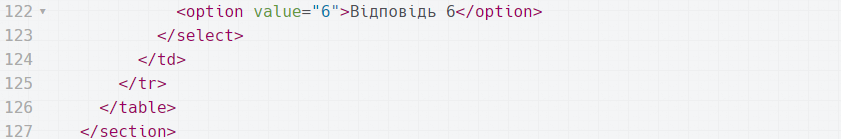 122 ▾ <option value="6">Відповідь 6</option>
123 </select>
124 </td>
125 </tr>
126 </table>
127 </section>